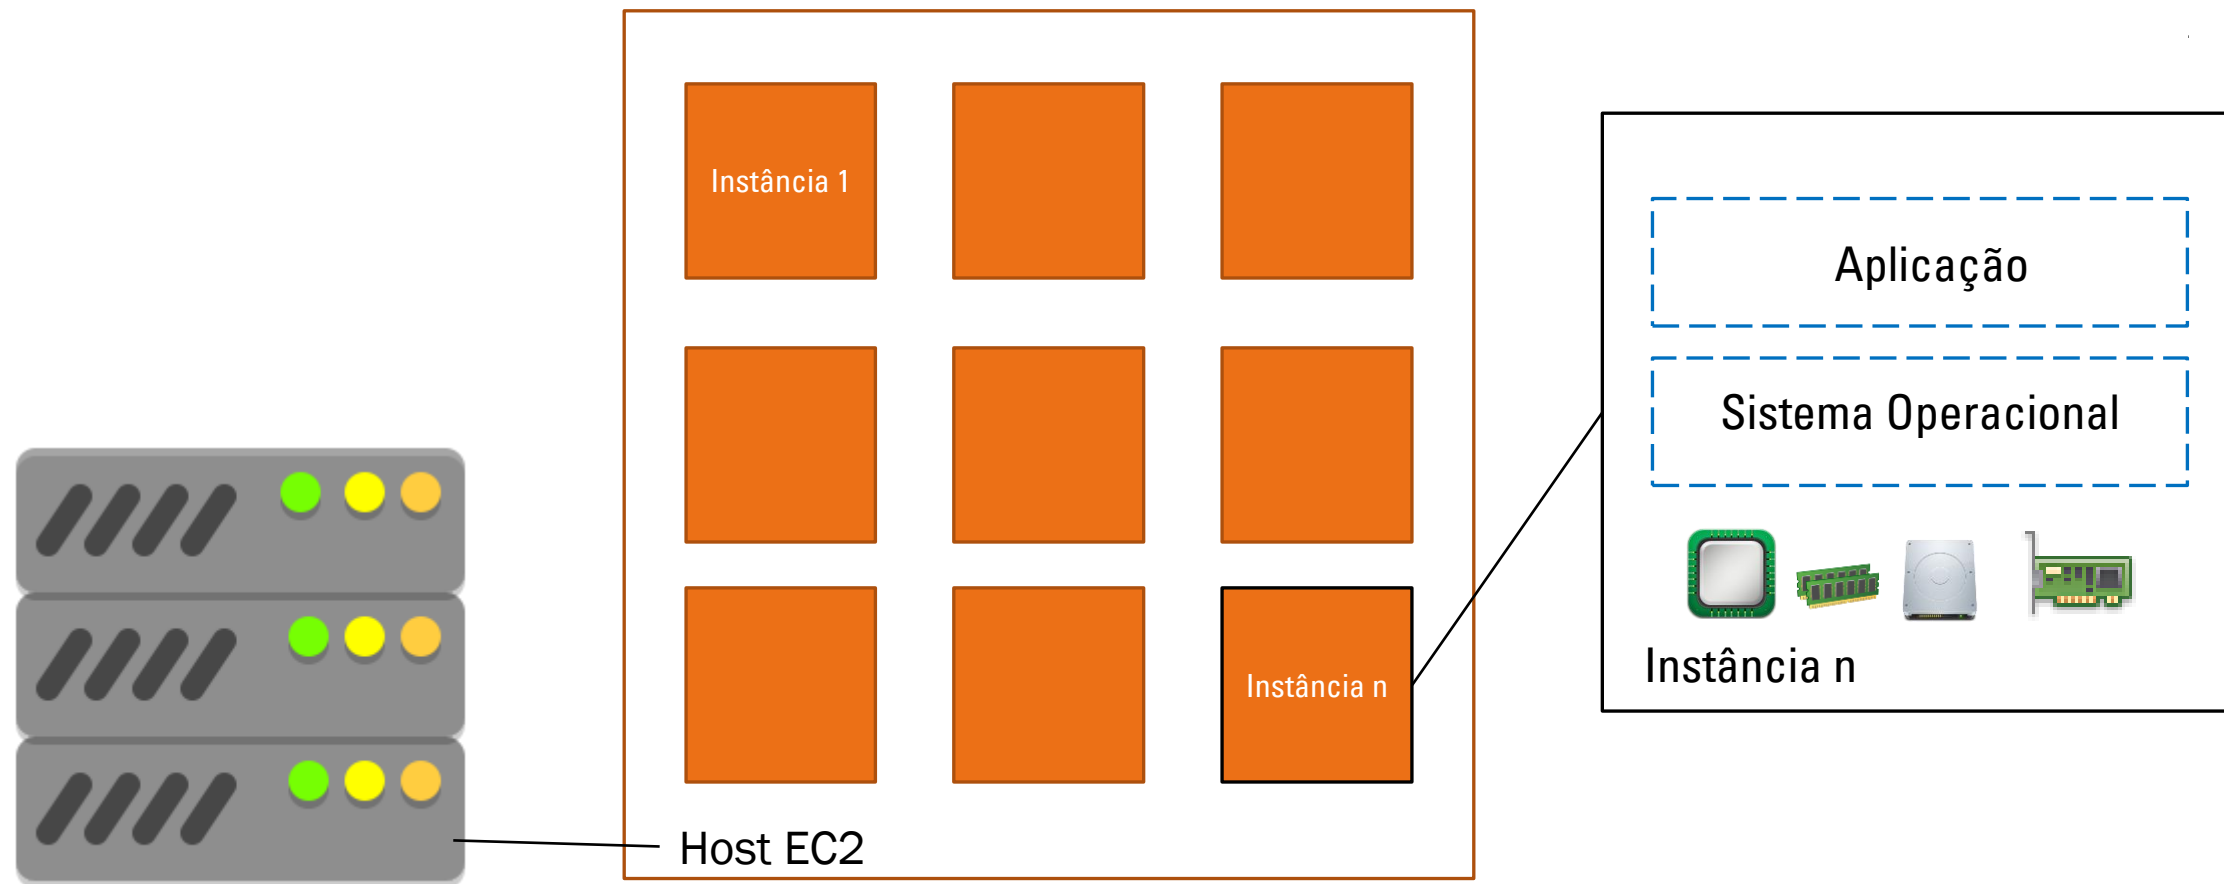 Instância 1
Instância n
Host EC2
Aplicação
Sistema Operacional
Instância n